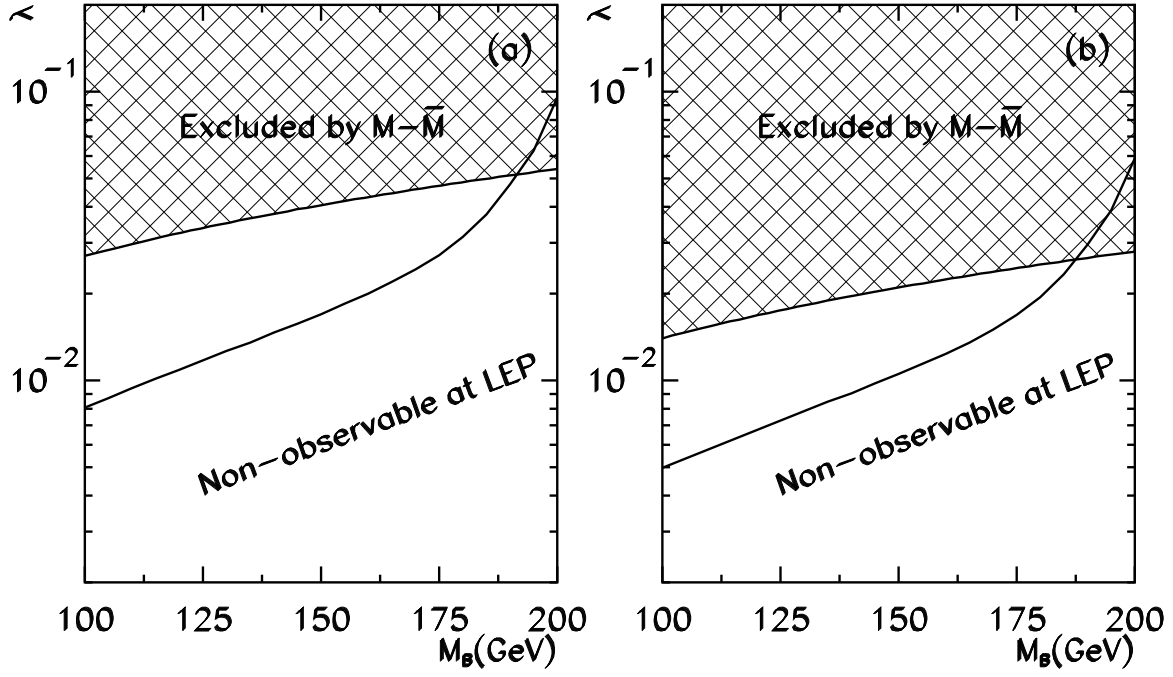 λ
(a)
10⁻¹
Excluded by M−M̅
10⁻²
Non−observable at LEP
100 125 150 175 200
M_B(GeV)
λ
(b)
10⁻¹
Excluded by M−M̅
10⁻²
Non−observable at LEP
100 125 150 175 200
M_B(GeV)